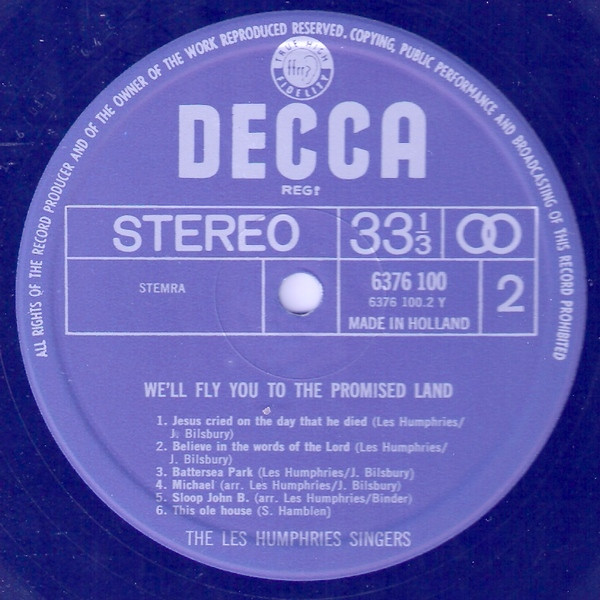 ALL RIGHTS OF THE RECORD PRODUCER AND OF THE OWNER OF THE WORK REPRODUCED RESERVED. COPYING, PUBLIC PERFORMANCE AND BROADCASTING OF THIS RECORD PROHIBITED
TRUE HIGH
ffrr
FIDELITY
DECCA
REGD
STEREO 33 1/3
STEMRA
6376 100
6376 100.2 Y
MADE IN HOLLAND
2
WE'LL FLY YOU TO THE PROMISED LAND
1. Jesus cried on the day that he died (Les Humphries/
J. Bilsbury)
2. Believe in the words of the Lord (Les Humphries/
J. Bilsbury)
3. Battersea Park (Les Humphries/J. Bilsbury)
4. Michael (arr. Les Humphries/J. Bilsbury)
5. Sloop John B. (arr. Les Humphries/Binder)
6. This ole house (S. Hamblen)
THE LES HUMPHRIES SINGERS